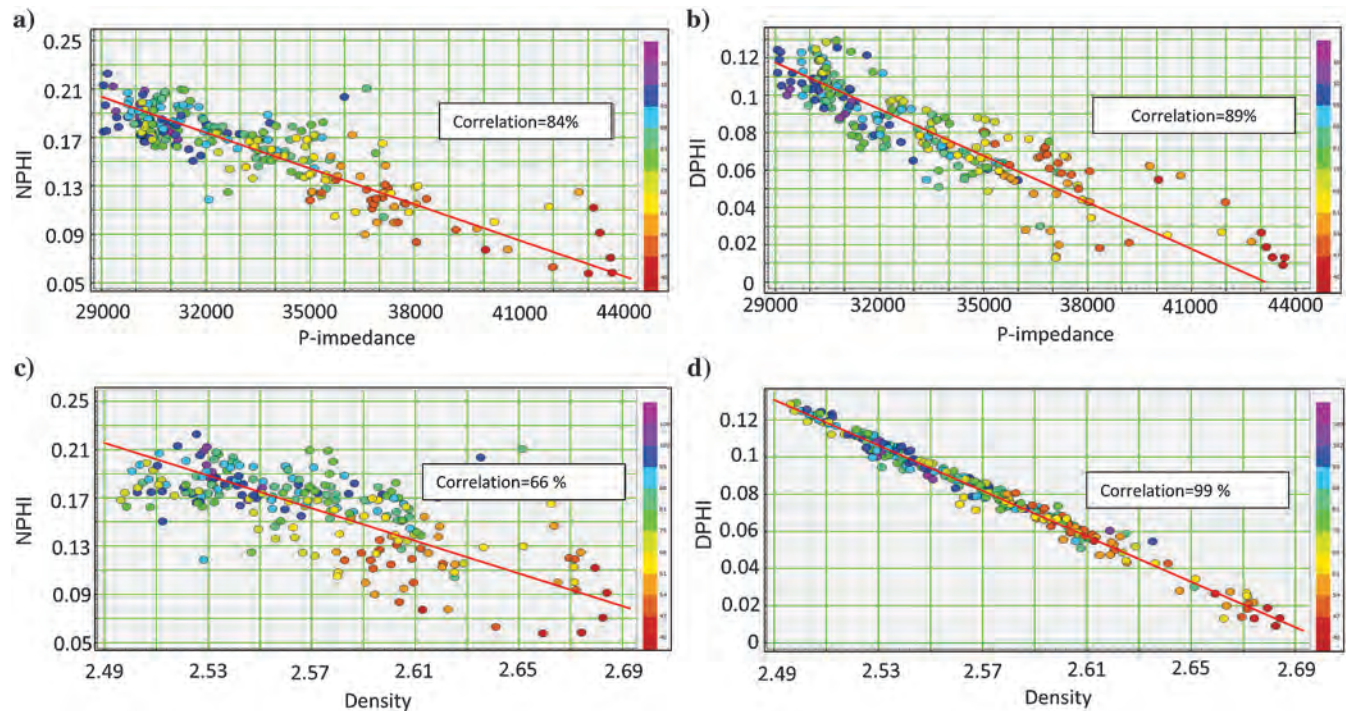 a)
0.25
0.21
0.17
0.13
0.09
0.05
NPHI
Correlation=84%
29000 32000 35000 38000 41000 44000
P-impedance
b)
0.12
0.1
0.08
0.06
0.04
0.02
0
DPHI
Correlation=89%
29000 32000 35000 38000 41000 44000
P-impedance
c)
0.25
0.21
0.17
0.13
0.09
0.05
NPHI
Correlation=66 %
2.49 2.53 2.57 2.61 2.65 2.69
Density
d)
0.12
0.1
0.08
0.06
0.04
0.02
0
DPHI
Correlation=99 %
2.49 2.53 2.57 2.61 2.65 2.69
Density